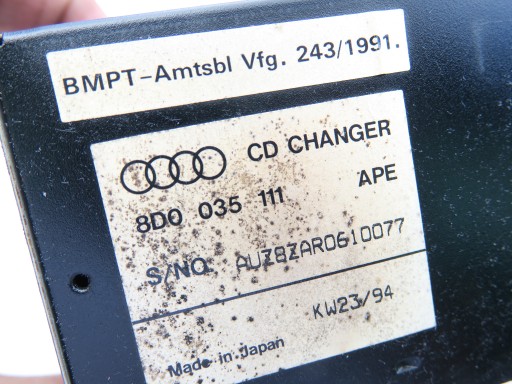 BMPT-Amtsbl Vfg. 243/1991.
CD CHANGER
8D0 035 111 APE
S/NO. AUZ8ZAR0610077
KW23/94
Made in Japan